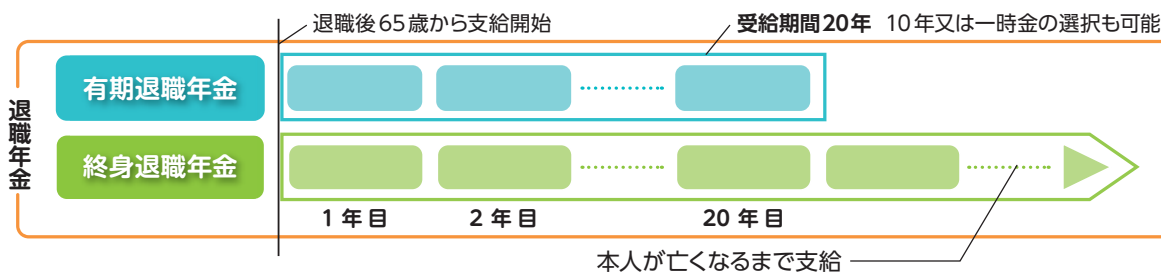 退職後65歳から支給開始
受給期間20年 10年又は一時金の選択も可能
退職年金
有期退職年金
終身退職年金
1年目 2年目 20年目
本人が亡くなるまで支給